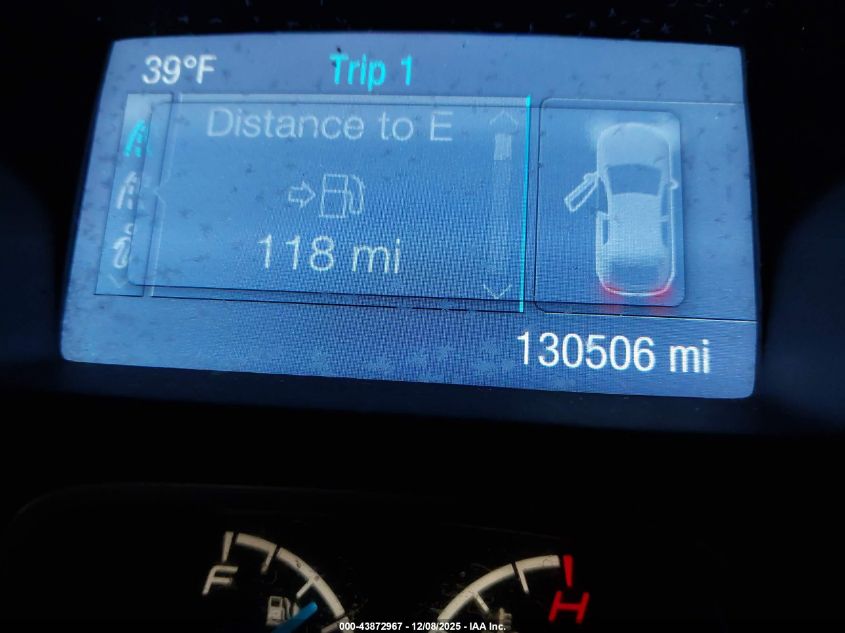 39°F Trip 1
Distance to E
118 mi
130506 mi
F H
000-43872967 - 12/08/2025 - IAA Inc.